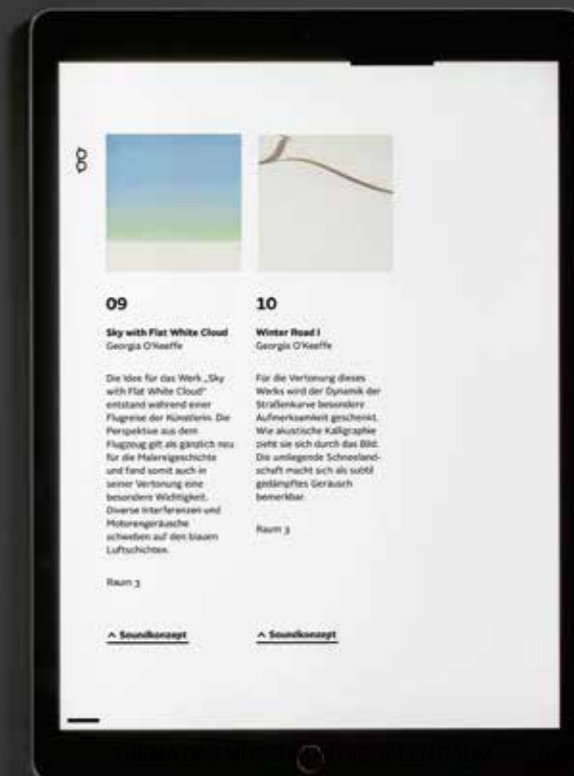 09
Sky with Flat White Cloud
Georgia O'Keeffe
Die Idee für das Werk „Sky
with Flat White Cloud“
entstand während einer
Flugreise der Künstlerin. Die
Perspektive aus dem
Flugzeug gilt als gänzlich neu
für die Malereigeschichte
und fand somit auch in
seiner Vertonung eine
besondere Wichtigkeit.
Diverse Interferenzen und
Motorengeräusche
schweben auf den blauen
Luftschichten.
Raum 3
^ Soundkonzept
10
Winter Road I
Georgia O'Keeffe
Für die Vertonung dieses
Werks wird der Dynamik der
Straßenkurve besondere
Aufmerksamkeit geschenkt.
Wie akustische Kalligraphie
zieht sie sich durch das Bild.
Die umliegende Schneeland-
schaft macht sich als subtil
gedämpftes Geräusch
bemerkbar.
Raum 3
^ Soundkonzept